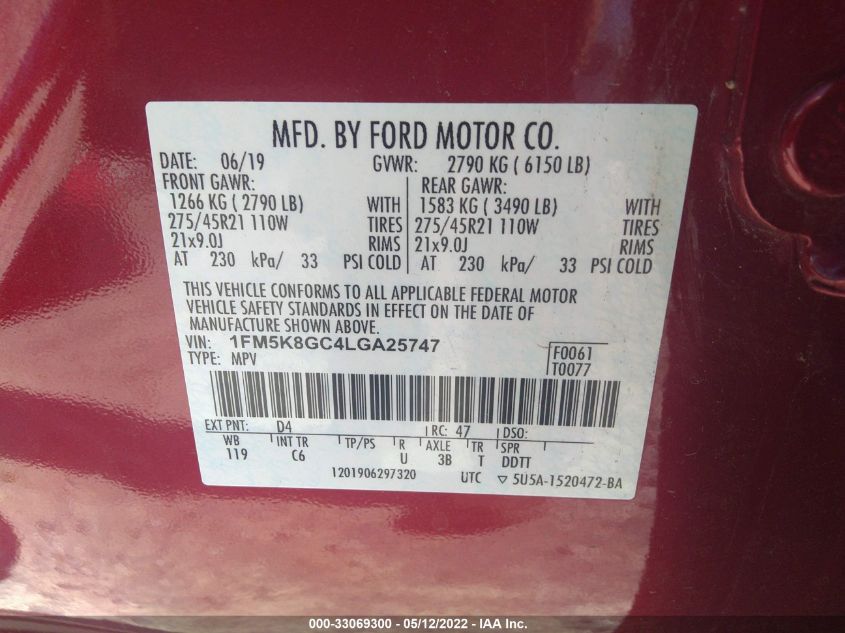 MFD. BY FORD MOTOR CO.
DATE: 06/19 GVWR: 2790 KG ( 6150 LB)
FRONT GAWR: REAR GAWR:
1266 KG ( 2790 LB) WITH 1583 KG ( 3490 LB) WITH
275/45R21 110W TIRES 275/45R21 110W TIRES
21x9.0J RIMS 21x9.0J RIMS
AT 230 kPa/ 33 PSI COLD AT 230 kPa/ 33 PSI COLD
THIS VEHICLE CONFORMS TO ALL APPLICABLE FEDERAL MOTOR
VEHICLE SAFETY STANDARDS IN EFFECT ON THE DATE OF
MANUFACTURE SHOWN ABOVE.
VIN: 1FM5K8GC4LGA25747 F0061
TYPE: MPV T0077
EXT PNT: D4 RC: 47 DSO:
WB INT TR TP/PS R AXLE TR SPR
119 C6 U 3B T DDTT
1201906297320 UTC 5U5A-1520472-BA
000-33069300 - 05/12/2022 - IAA Inc.